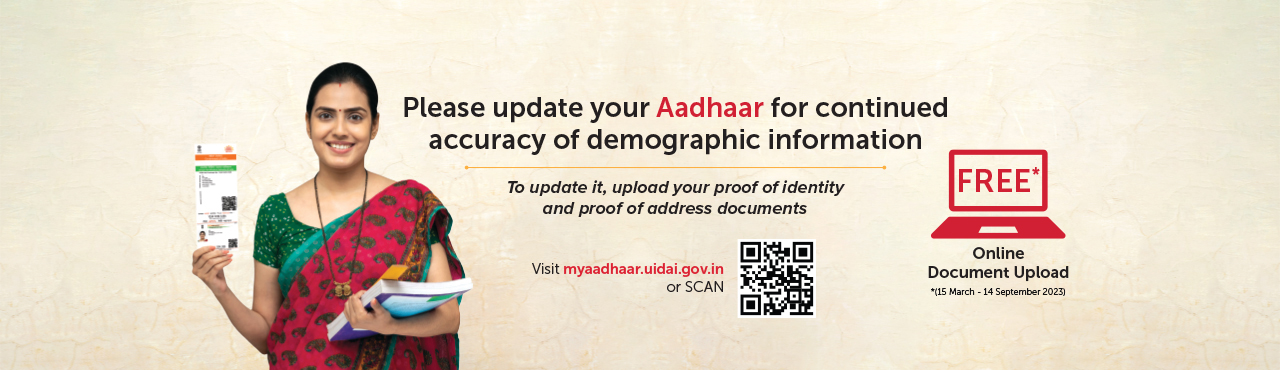 Please update your Aadhaar for continued
accuracy of demographic information
To update it, upload your proof of identity
and proof of address documents
Visit myaadhaar.uidai.gov.in
or SCAN
FREE*
Online
Document Upload
*(15 March - 14 September 2023)